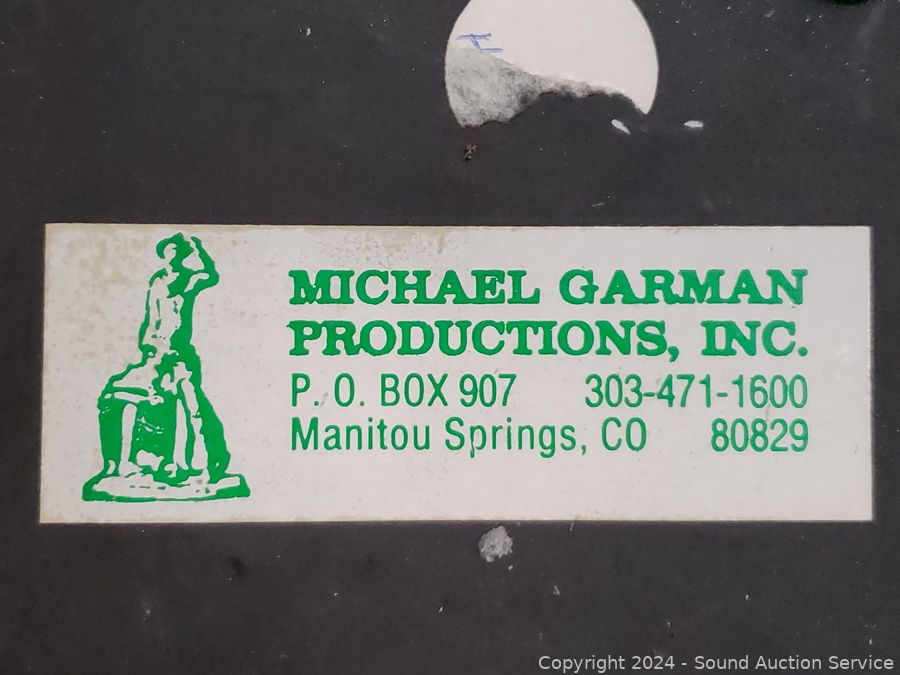 MICHAEL GARMAN
PRODUCTIONS, INC.
P. O. BOX 907 303-471-1600
Manitou Springs, CO 80829
Copyright 2024 - Sound Auction Service